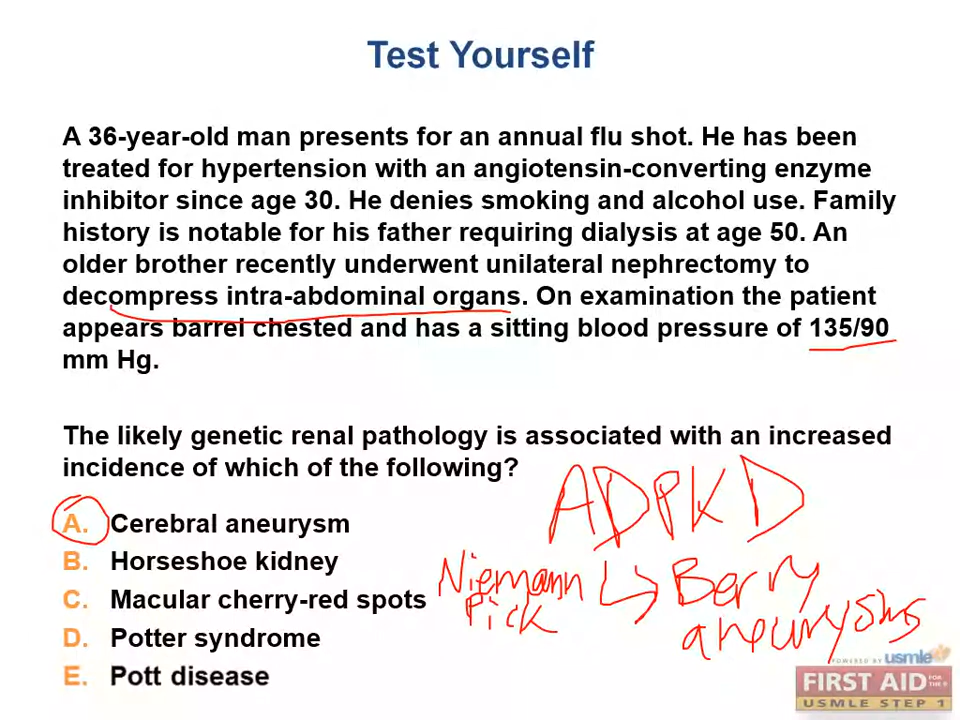 Test Yourself
A 36-year-old man presents for an annual flu shot. He has been
treated for hypertension with an angiotensin-converting enzyme
inhibitor since age 30. He denies smoking and alcohol use. Family
history is notable for his father requiring dialysis at age 50. An
older brother recently underwent unilateral nephrectomy to
decompress intra-abdominal organs. On examination the patient
appears barrel chested and has a sitting blood pressure of 135/90
mm Hg.
The likely genetic renal pathology is associated with an increased
incidence of which of the following?
ADPKD
A. Cerebral aneurysm
B. Horseshoe kidney
Niemann Berry
C. Macular cherry-red spots
Pick aneurysms
D. Potter syndrome
E. Pott disease
POWERED BY usmle
FIRST AID FOR THE
USMLE STEP 1